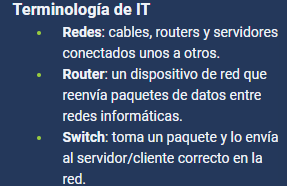 Terminología de IT
• Redes: cables, routers y servidores
conectados unos a otros.
• Router: un dispositivo de red que
reenvía paquetes de datos entre
redes informáticas.
• Switch: toma un paquete y lo envía
al servidor/cliente correcto en la
red.